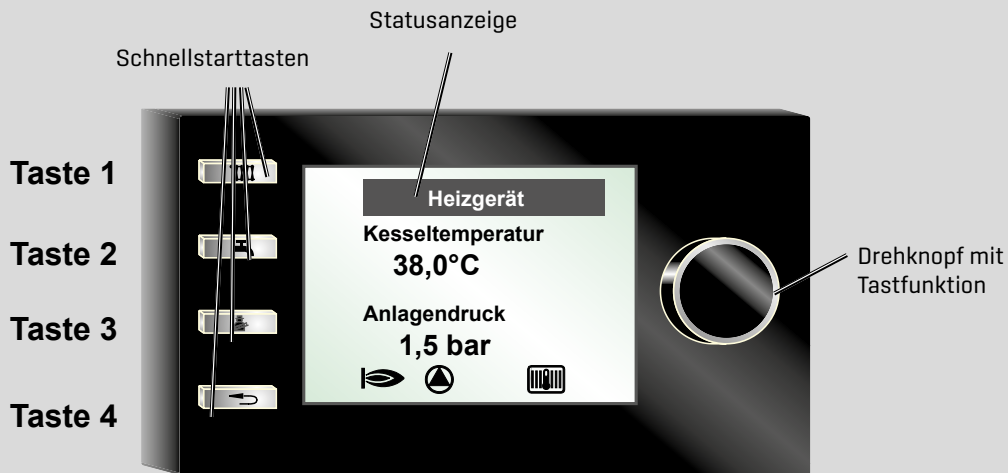 Statusanzeige
Schnellstarttasten
Taste 1
Taste 2
Taste 3
Taste 4
Heizgerät
Kesseltemperatur
38,0°C
Anlagendruck
1,5 bar
Drehknopf mit
Tastfunktion